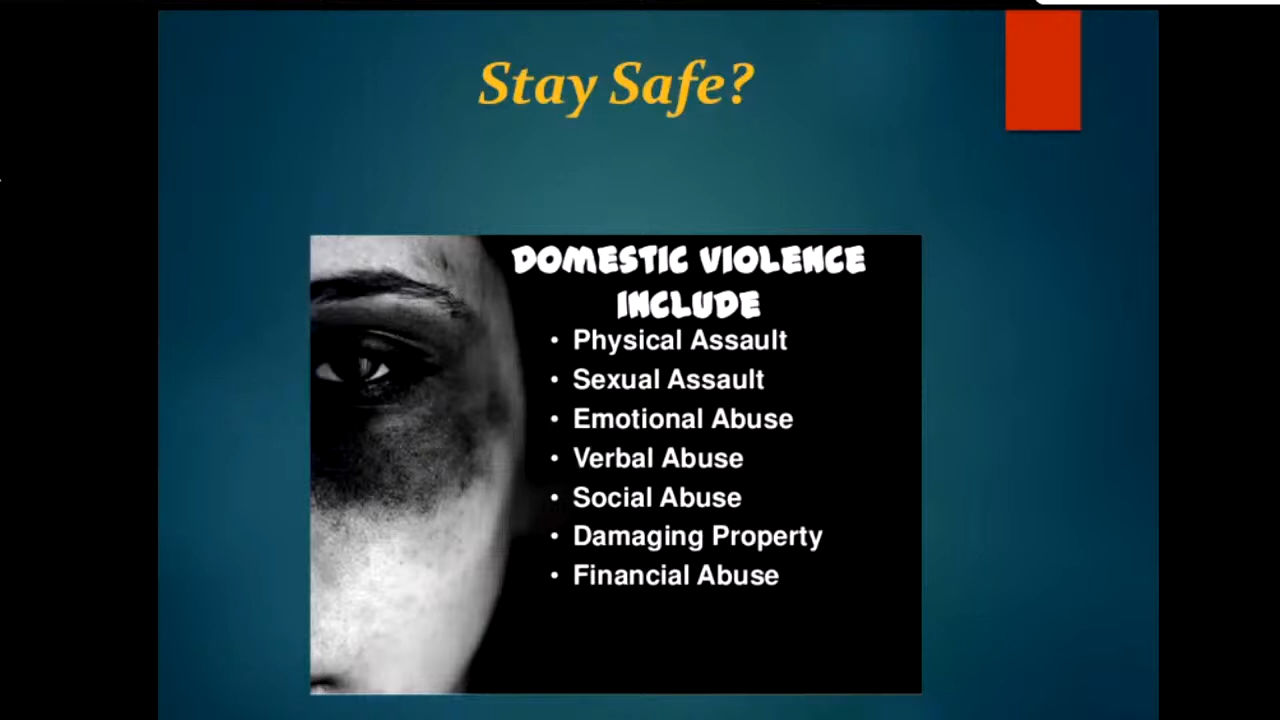 Stay Safe?
DOMESTIC VIOLENCE
INCLUDE
• Physical Assault
• Sexual Assault
• Emotional Abuse
• Verbal Abuse
• Social Abuse
• Damaging Property
• Financial Abuse